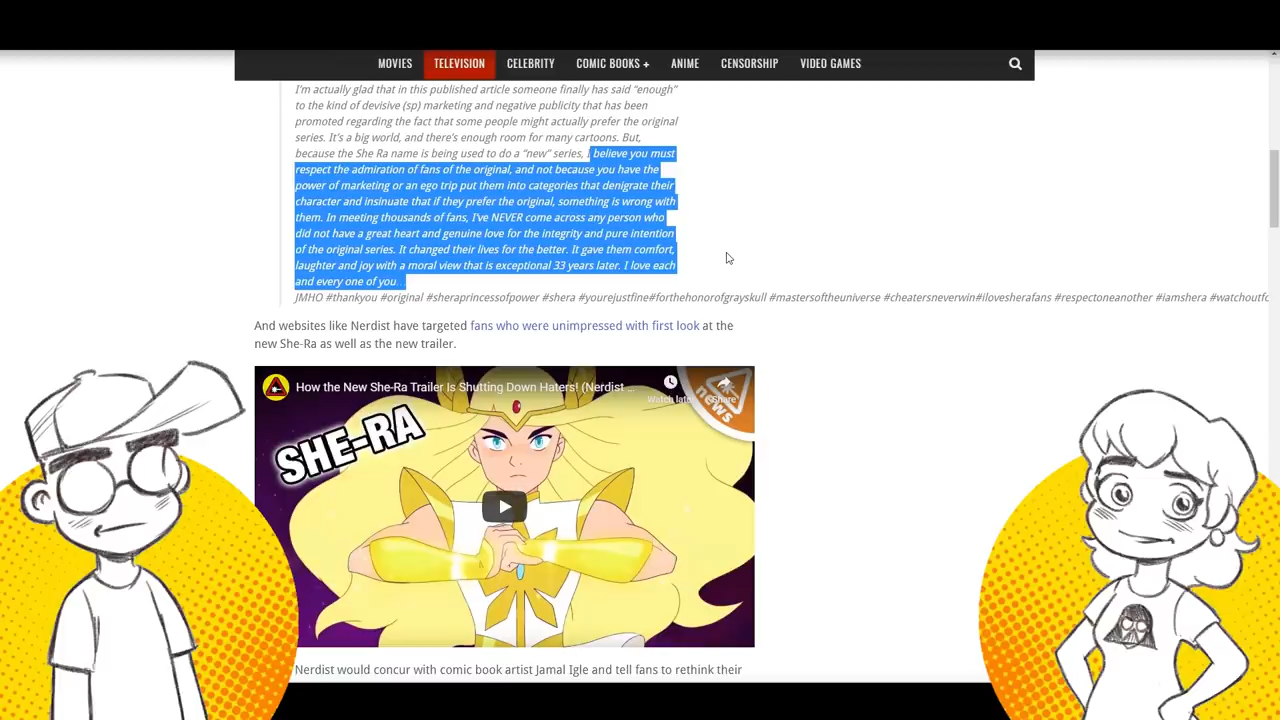 MOVIES TELEVISION CELEBRITY COMIC BOOKS + ANIME CENSORSHIP VIDEO GAMES
I'm actually glad that in this published article someone finally has said "enough"
to the kind of devisive (sp) marketing and negative publicity that has been
promoted regarding the fact that some people might actually prefer the original
series. It's a big world, and there's enough room for many cartoons. But,
because the She Ra name is being used to do a "new" series, I believe you must
respect the admiration of fans of the original, and not because you have the
power of marketing or an ego trip put them into categories that denigrate their
character and insinuate that if they prefer the original, something is wrong with
them. In meeting thousands of fans, I've NEVER come across any person who
did not have a great heart and genuine love for the integrity and pure intention
of the original series. It changed their lives for the better. It gave them comfort,
laughter and joy with a moral view that is exceptional 33 years later. I love each
and every one of you…
JMHO #thankyou #original #sheraprincessofpower #shera #yourejustfine#forthehonorofgrayskull #mastersoftheuniverse #cheatersneverwin#ilovesherafans #respectoneanother #iamshera #watchoutfo
And websites like Nerdist have targeted fans who were unimpressed with first look at the
new She-Ra as well as the new trailer.
How the New She-Ra Trailer Is Shutting Down Haters! (Nerdist ...
Watch late Share
news
SHE-RA
Nerdist would concur with comic book artist Jamal Igle and tell fans to rethink their